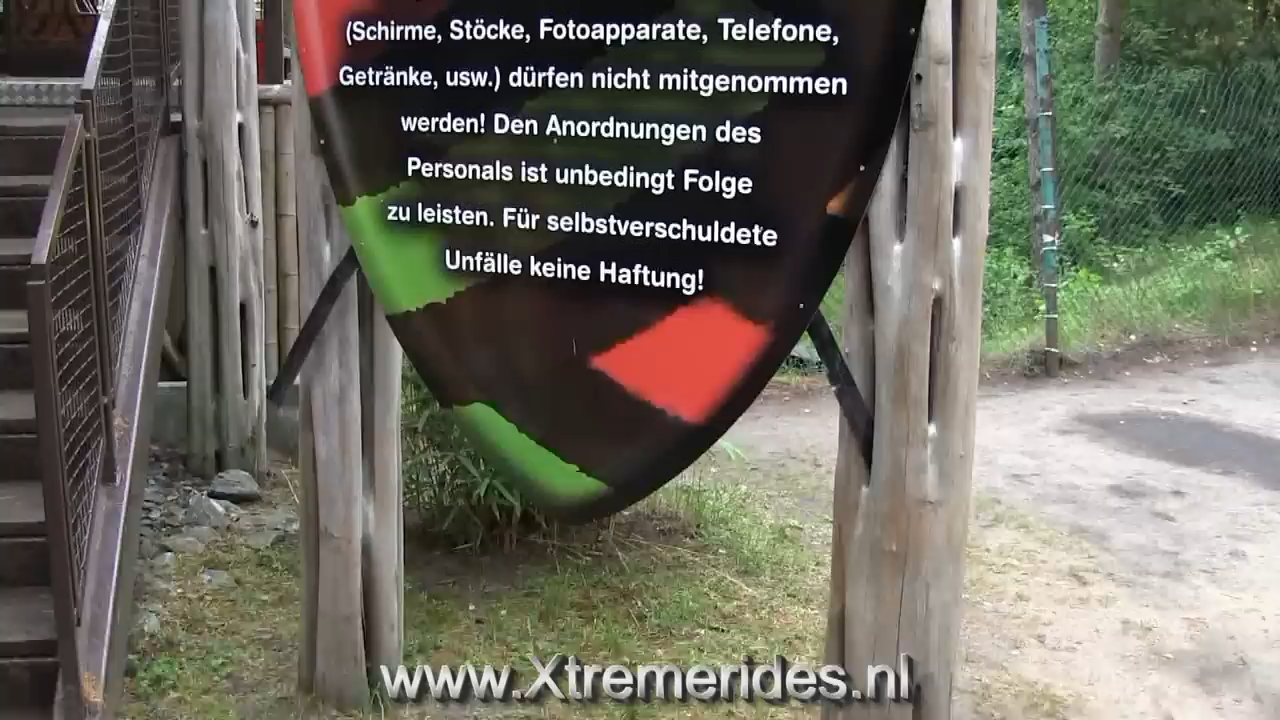 (Schirme, Stöcke, Fotoapparate, Telefone,
Getränke, usw.) dürfen nicht mitgenommen
werden! Den Anordnungen des
Personals ist unbedingt Folge
zu leisten. Für selbstverschuldete
Unfälle keine Haftung!
www.Xtremerides.nl